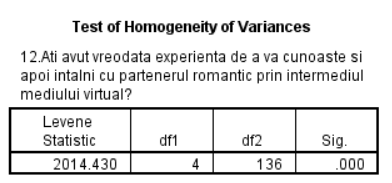 Test of Homogeneity of Variances
12.Ati avut vreodata experienta de a va cunoaste si
apoi intalni cu partenerul romantic prin intermediul
mediului virtual?
Levene
Statistic df1 df2 Sig.
2014.430 4 136 .000